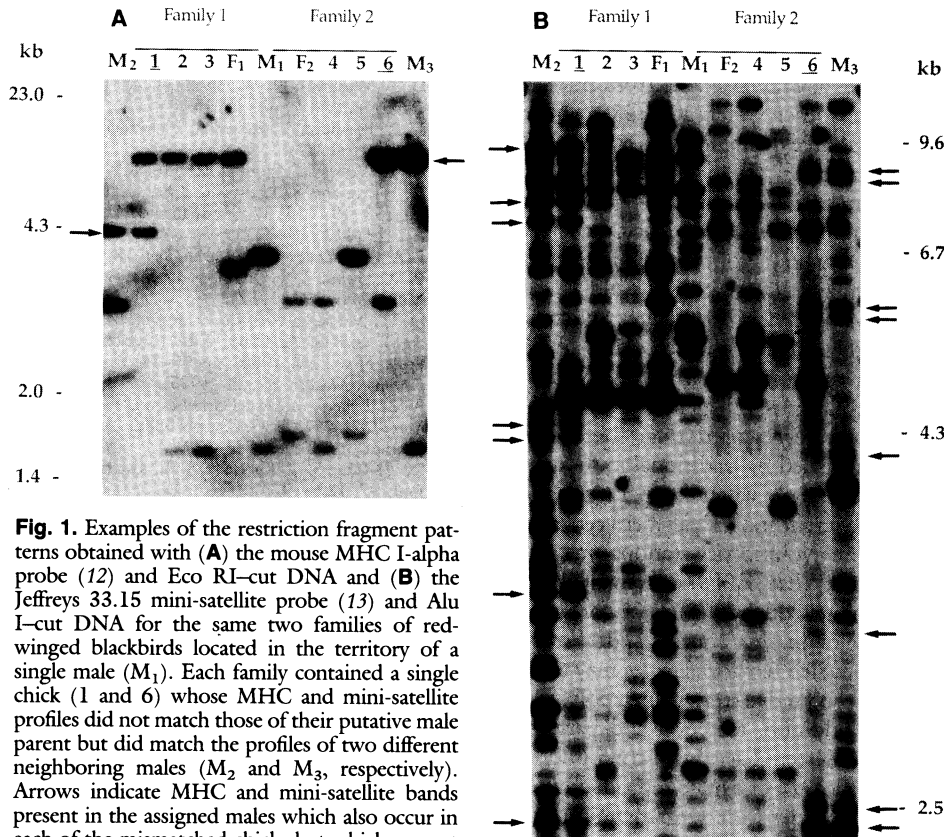 A Family 1 Family 2
kb M2 1 2 3 F1 M1 F2 4 5 6 M3
23.0 -
4.3 -
2.0 -
1.4 -
B Family 1 Family 2
M2 1 2 3 F1 M1 F2 4 5 6 M3 kb
- 9.6
- 6.7
- 4.3
- 2.5
Fig. 1. Examples of the restriction fragment pat-
terns obtained with (A) the mouse MHC I-alpha
probe (12) and Eco RI–cut DNA and (B) the
Jeffreys 33.15 mini-satellite probe (13) and Alu
I–cut DNA for the same two families of red-
winged blackbirds located in the territory of a
single male (M1). Each family contained a single
chick (1 and 6) whose MHC and mini-satellite
profiles did not match those of their putative male
parent but did match the profiles of two different
neighboring males (M2 and M3, respectively).
Arrows indicate MHC and mini-satellite bands
present in the assigned males which also occur in